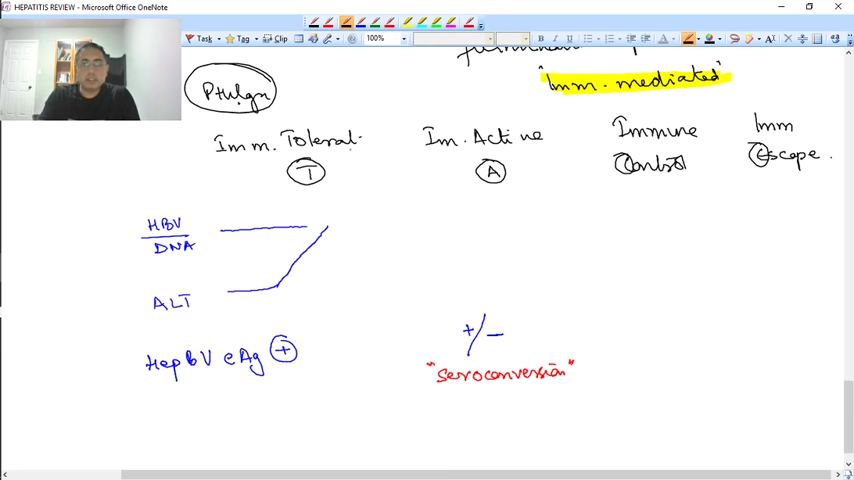 HEPATITIS REVIEW - Microsoft Office OneNote
Task
Tag
Clip
100%
B I U
"Imm. mediated"
Imm. Tolerat.
Im. Active
Immune
Control
Imm
Escape.
T
A
HBV
DNA
ALT
HepBV eAg +
+/-
"seroconversion"